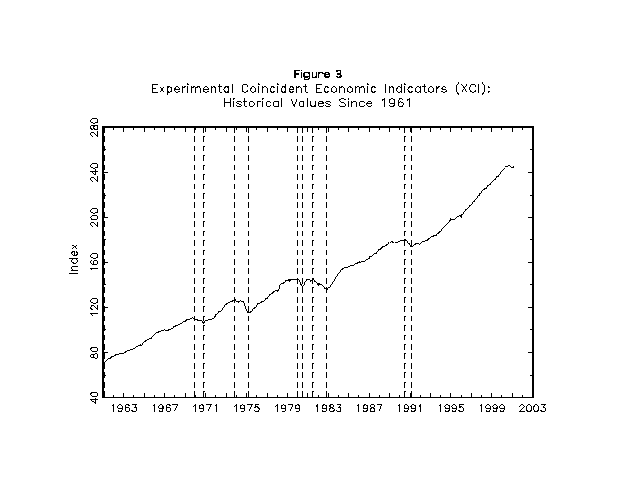 Figure 3
Experimental Coincident Economic Indicators (XCI):
Historical Values Since 1961
280
240
200
160
120
80
40
Index
1963 1967 1971 1975 1979 1983 1987 1991 1995 1999 2003